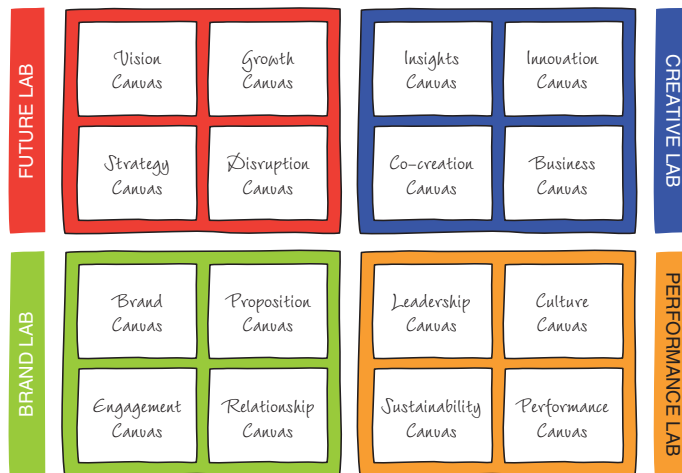 FUTURE LAB
Vision
Canvas
Growth
Canvas
Strategy
Canvas
Disruption
Canvas
Insights
Canvas
Innovation
Canvas
Co-creation
Canvas
Business
Canvas
CREATIVE LAB
BRAND LAB
Brand
Canvas
Proposition
Canvas
Engagement
Canvas
Relationship
Canvas
Leadership
Canvas
Culture
Canvas
Sustainability
Canvas
Performance
Canvas
PERFORMANCE LAB